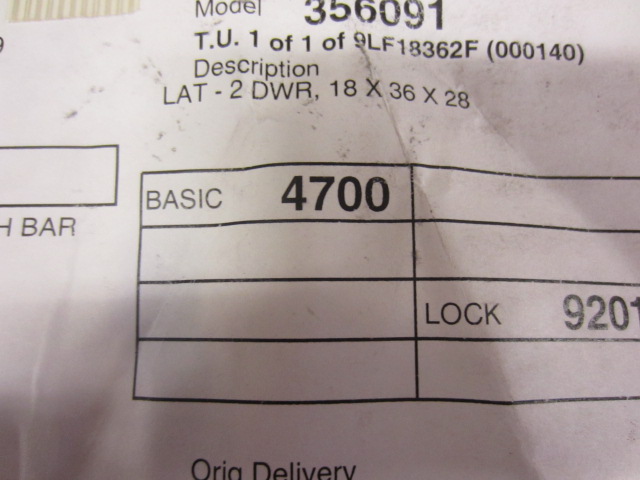 Model 356091
T.U. 1 of 1 of 9LF18362F (000140)
Description
LAT - 2 DWR, 18 X 36 X 28
BASIC 4700
H BAR
LOCK 9201
Orig Delivery